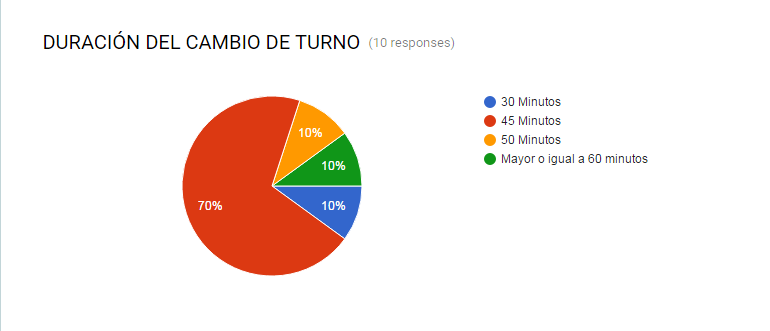 DURACIÓN DEL CAMBIO DE TURNO (10 responses)
30 Minutos
45 Minutos
50 Minutos
Mayor o igual a 60 minutos
10%
10%
70%
10%